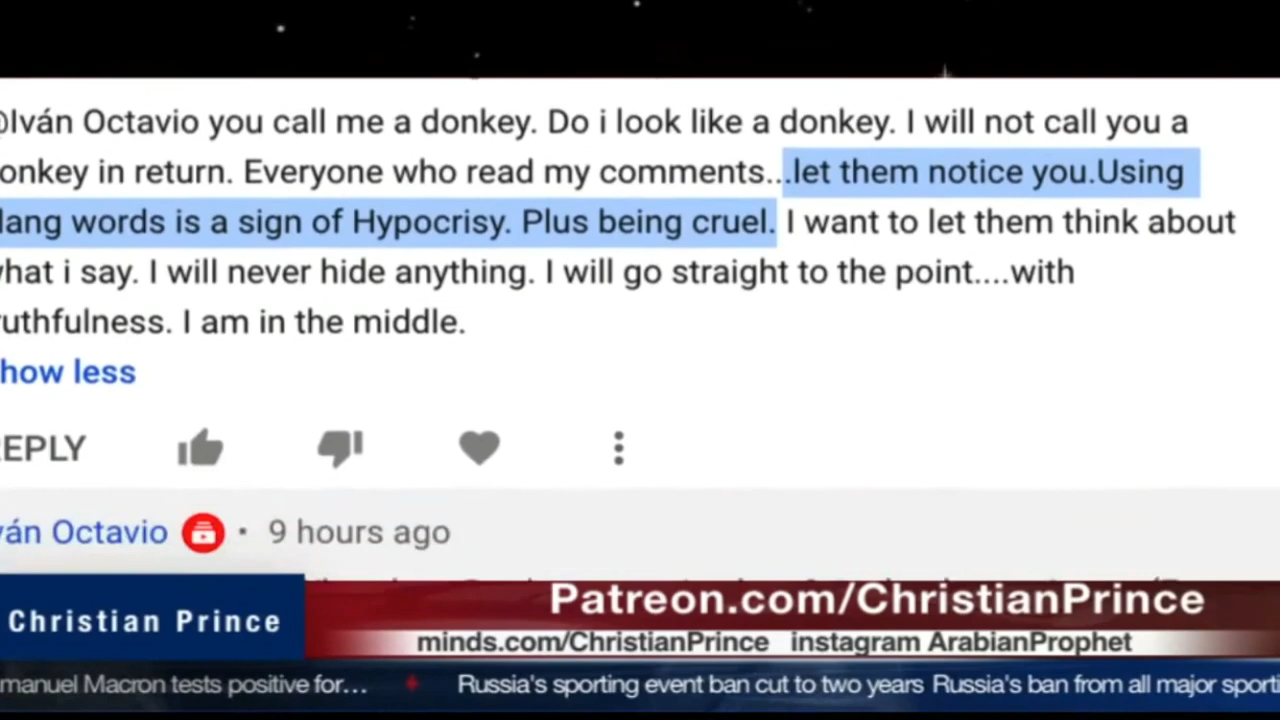 @Iván Octavio you call me a donkey. Do i look like a donkey. I will not call you a
onkey in return. Everyone who read my comments...let them notice you.Using
lang words is a sign of Hypocrisy. Plus being cruel. I want to let them think about
hat i say. I will never hide anything. I will go straight to the point....with
ruthfulness. I am in the middle.
how less
REPLY
ván Octavio • 9 hours ago
Christian Prince
Patreon.com/ChristianPrince
minds.com/ChristianPrince instagram ArabianProphet
manuel Macron tests positive for... Russia's sporting event ban cut to two years Russia's ban from all major sporti